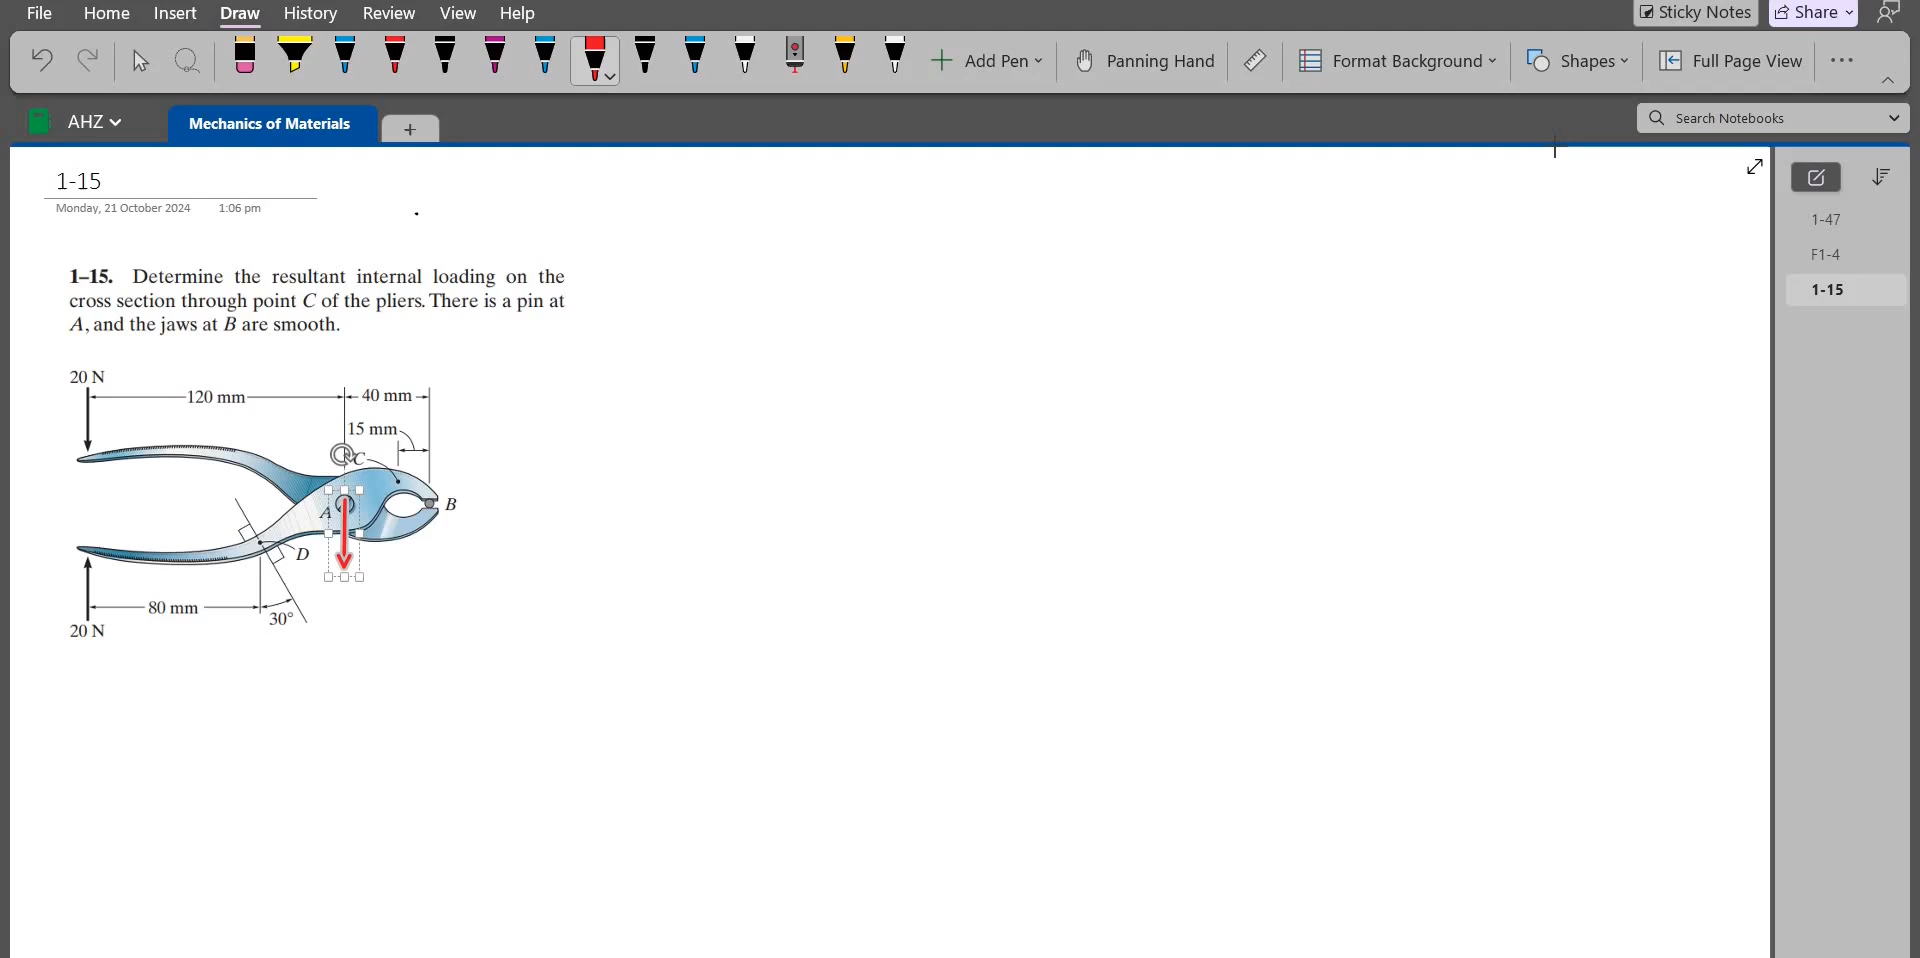 File Home Insert Draw History Review View Help
Sticky Notes Share
Add Pen Panning Hand Format Background Shapes Full Page View
AHZ Mechanics of Materials +
Search Notebooks
1-15
Monday, 21 October 2024 1:06 pm
1-47
F1-4
1-15
1–15. Determine the resultant internal loading on the
cross section through point C of the pliers. There is a pin at
A, and the jaws at B are smooth.
20 N
120 mm
40 mm
15 mm
C
A
B
D
80 mm
30°
20 N